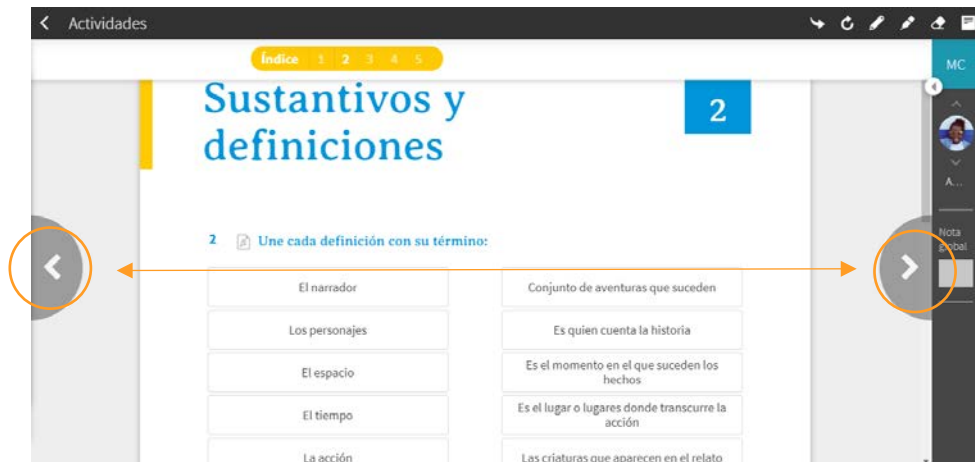 Actividades
Índice 1 2 3 4 5
MC
Sustantivos y
definiciones
2
A...
Nota
global
2 Une cada definición con su término:
El narrador
Conjunto de aventuras que suceden
Los personajes
Es quien cuenta la historia
El espacio
Es el momento en el que suceden los
hechos
El tiempo
Es el lugar o lugares donde transcurre la
acción
La acción
Las criaturas que aparecen en el relato